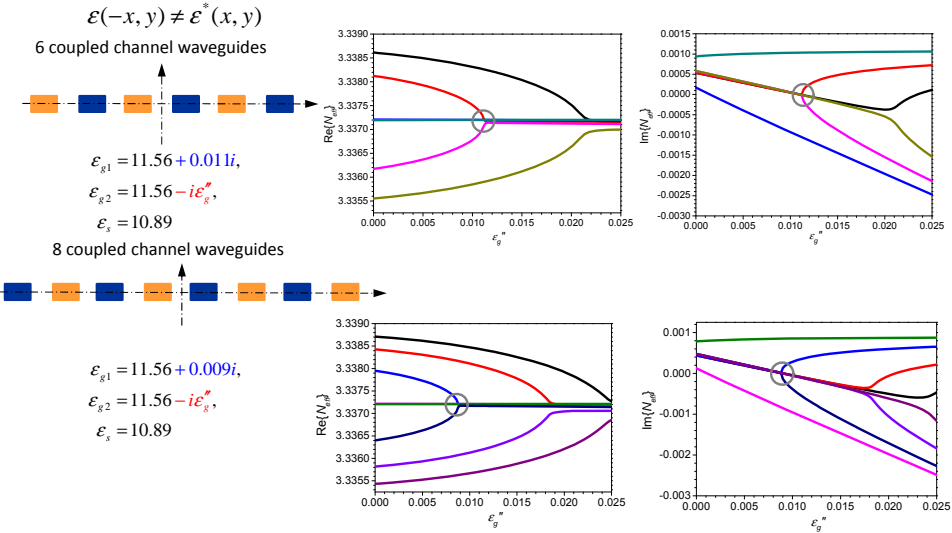 ε(-x, y) ≠ ε*(x, y)
6 coupled channel waveguides
ε_g1 = 11.56 + 0.011i,
ε_g2 = 11.56 - iε_g″,
ε_s = 10.89
Re{N_eff}
3.3390
3.3385
3.3380
3.3375
3.3370
3.3365
3.3360
3.3355
0.000 0.005 0.010 0.015 0.020 0.025
ε_g″
Im{N_eff}
0.0015
0.0010
0.0005
0.0000
-0.0005
-0.0010
-0.0015
-0.0020
-0.0025
-0.0030
0.000 0.005 0.010 0.015 0.020 0.025
ε_g″
8 coupled channel waveguides
ε_g1 = 11.56 + 0.009i,
ε_g2 = 11.56 - iε_g″,
ε_s = 10.89
Re{N_eff}
3.3390
3.3385
3.3380
3.3375
3.3370
3.3365
3.3360
3.3355
0.000 0.005 0.010 0.015 0.020 0.025
ε_g″
Im{N_eff}
0.001
0.000
-0.001
-0.002
-0.003
0.000 0.005 0.010 0.015 0.020 0.025
ε_g″